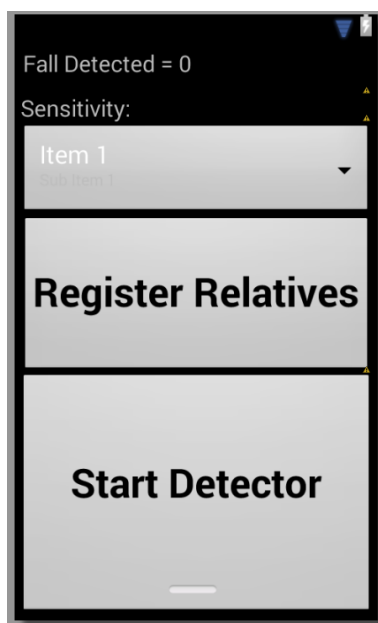 Fall Detected = 0
Sensitivity:
Item 1
Sub Item 1
Register Relatives
Start Detector